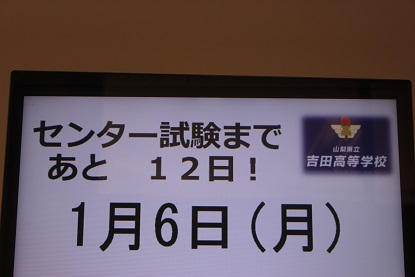 センター試験まで
あと　１２日！
山梨県立
吉田高等学校
１月６日（月）